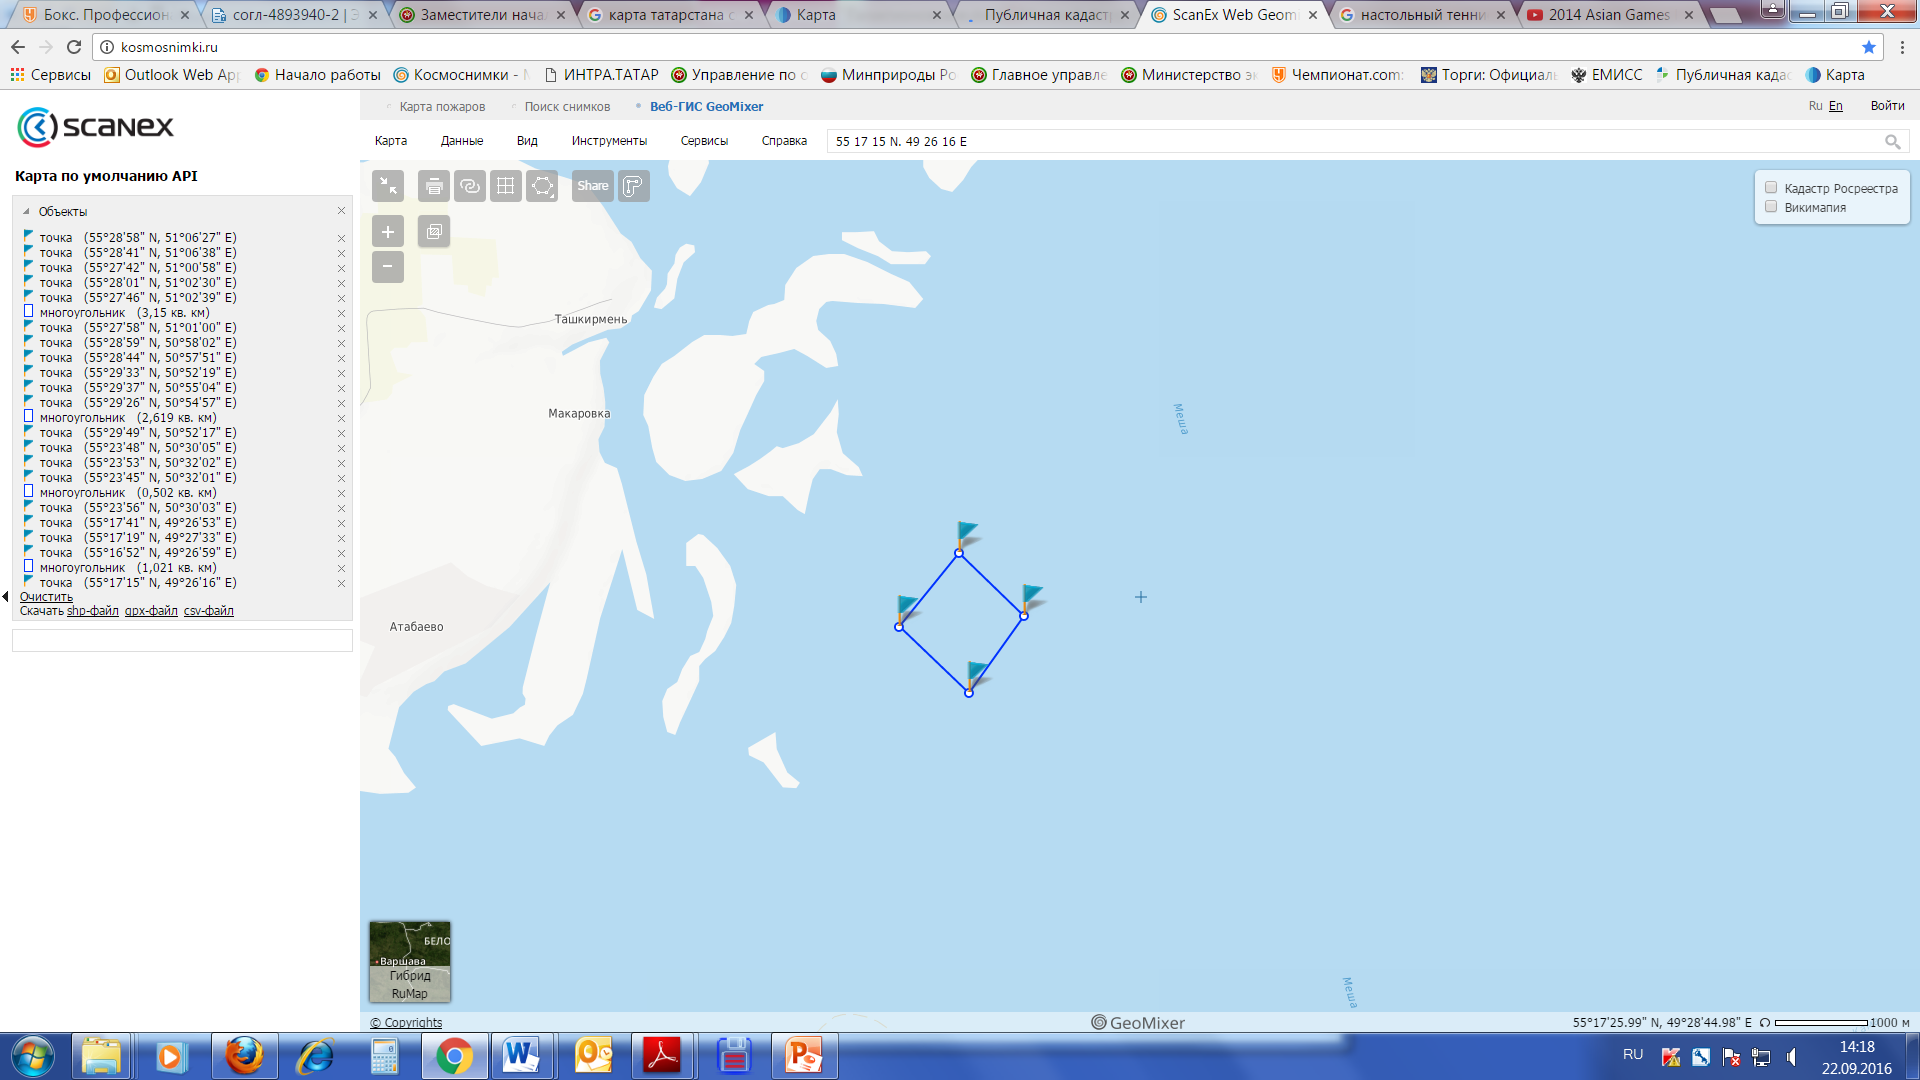 Бокс. Профессион
согл-4893940-2 | Э
Заместители нача
карта татарстана с
Карта
Публичная кадаст
ScanEx Web Geom
настольный тенни
2014 Asian Games
kosmosnimki.ru
Сервисы
Outlook Web App
Начало работы
Космоснимки -
ИНТРА.ТАТАР
Управление по о
Минприроды Ро
Главное управле
Министерство эк
Чемпионат.com:
Торги: Официаль
ЕМИСС
Публичная кадас
Карта
scanex
Карта пожаров
Поиск снимков
Веб-ГИС GeoMixer
Ru En
Войти
Карта
Данные
Вид
Инструменты
Сервисы
Справка
55 17 15 N. 49 26 16 E
Карта по умолчанию API
Объекты
точка (55°28'58" N, 51°06'27" E)
точка (55°28'41" N, 51°06'38" E)
точка (55°27'42" N, 51°00'58" E)
точка (55°28'01" N, 51°02'30" E)
точка (55°27'46" N, 51°02'39" E)
многоугольник (3,15 кв. км)
точка (55°27'58" N, 51°01'00" E)
точка (55°28'59" N, 50°58'02" E)
точка (55°28'44" N, 50°57'51" E)
точка (55°29'33" N, 50°52'19" E)
точка (55°29'37" N, 50°55'04" E)
точка (55°29'26" N, 50°54'57" E)
многоугольник (2,619 кв. км)
точка (55°29'49" N, 50°52'17" E)
точка (55°23'48" N, 50°30'05" E)
точка (55°23'53" N, 50°32'02" E)
точка (55°23'45" N, 50°32'01" E)
многоугольник (0,502 кв. км)
точка (55°23'56" N, 50°30'03" E)
точка (55°17'41" N, 49°26'53" E)
точка (55°17'19" N, 49°27'33" E)
точка (55°16'52" N, 49°26'59" E)
многоугольник (1,021 кв. км)
точка (55°17'15" N, 49°26'16" E)
Очистить
Скачать shp-файл gpx-файл csv-файл
Share
Кадастр Росреестра
Викимапия
Ташкирмень
Макаровка
Атабаево
Меша
Меша
БЕЛО
Варшава
Гибрид
RuMap
© Copyrights
GeoMixer
55°17'25.99" N, 49°28'44.98" E
1000 м
RU
14:18
22.09.2016